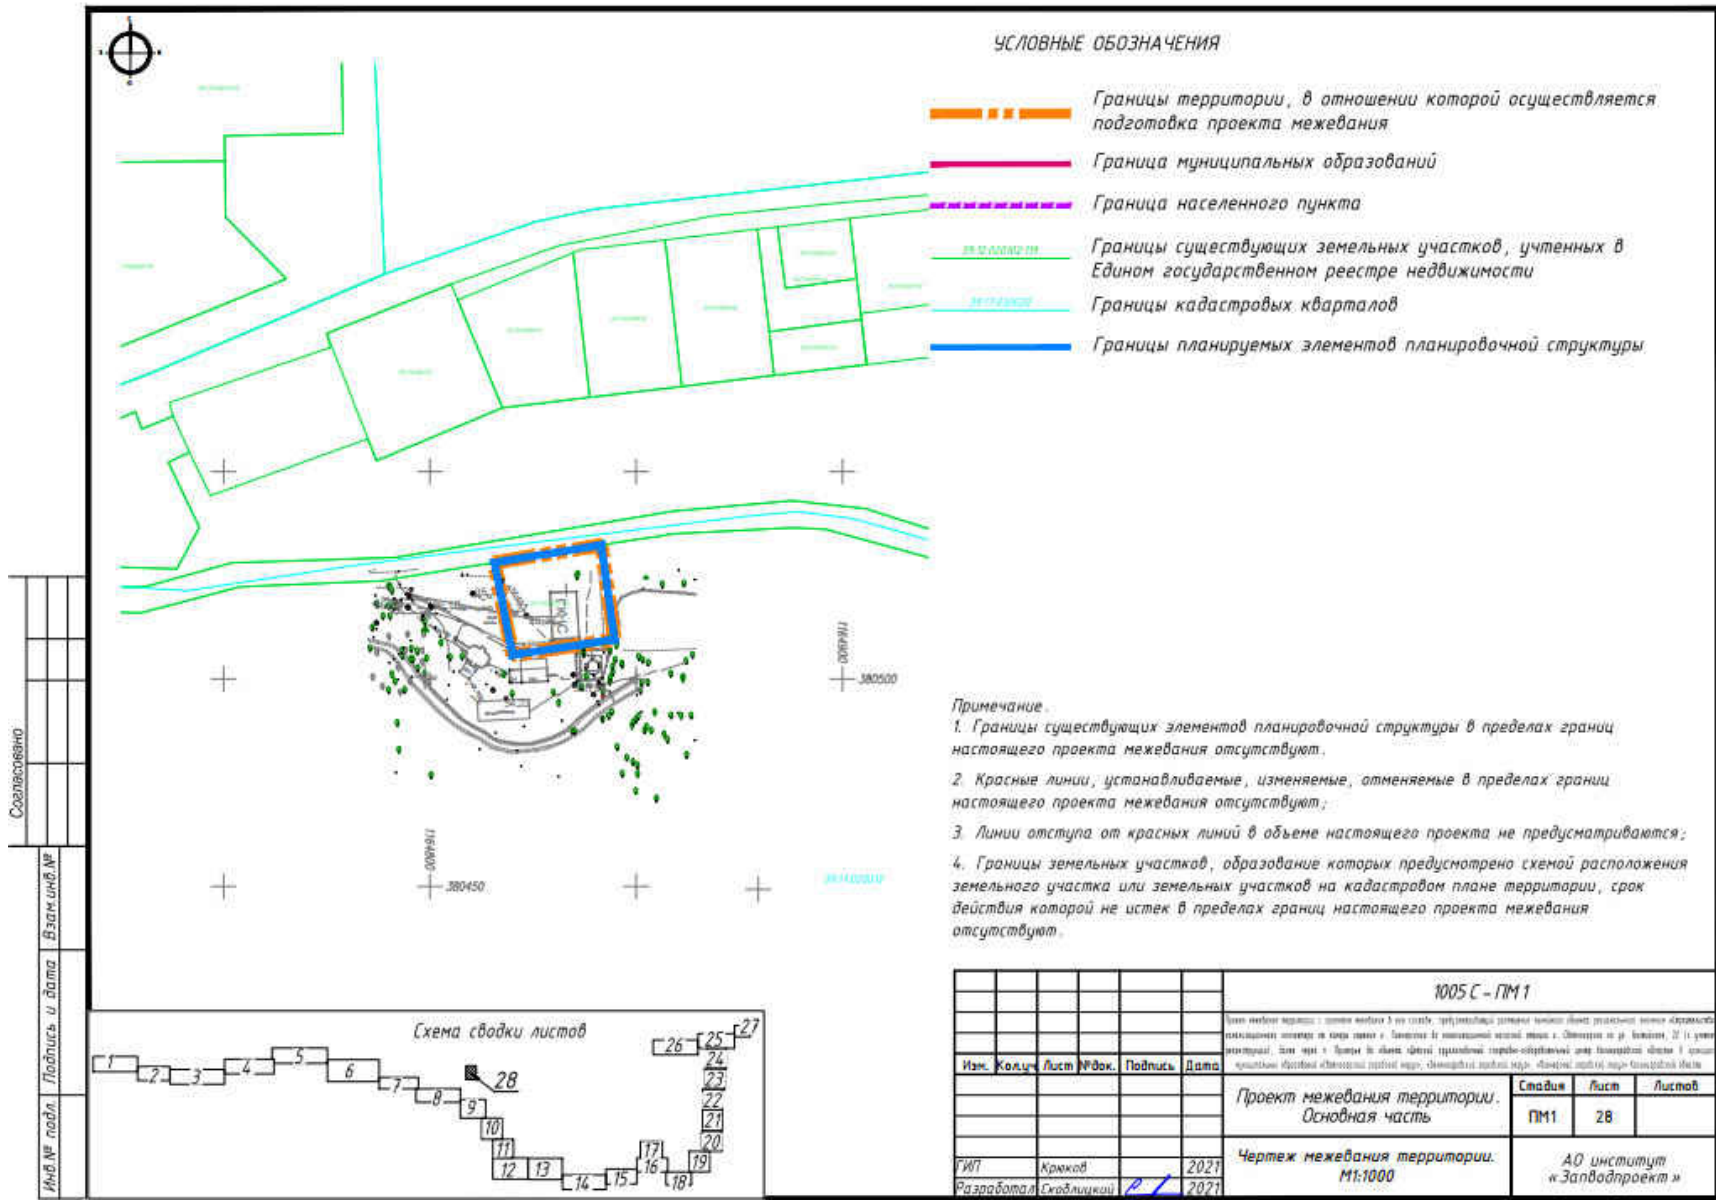 УСЛОВНЫЕ ОБОЗНАЧЕНИЯ
Границы территории, в отношении которой осуществляется
подготовка проекта межевания
Граница муниципальных образований
Граница населенного пункта
Границы существующих земельных участков, учтенных в
Едином государственном реестре недвижимости
Границы кадастровых кварталов
Границы планируемых элементов планировочной структуры
1164900
380500
1164800
380450
Примечание.
1. Границы существующих элементов планировочной структуры в пределах границ
настоящего проекта межевания отсутствуют.
2. Красные линии, устанавливаемые, изменяемые, отменяемые в пределах границ
настоящего проекта межевания отсутствуют;
3. Линии отступа от красных линий в объеме настоящего проекта не предусматриваются;
4. Границы земельных участков, образование которых предусмотрено схемой расположения
земельного участка или земельных участков на кадастровом плане территории, срок
действия которой не истек в пределах границ настоящего проекта межевания
отсутствуют.
Согласовано
Взам.инв.№
Подпись и дата
Инв.№ подл.
Схема сводки листов
1
2
3
4
5
6
7
8
9
10
11
12
13
14
15
16
17
18
19
20
21
22
23
24
25
26
27
28
1005 С - ПМ 1
Изм. Кол.уч Лист №док. Подпись Дата
Проект межевания территории.
Основная часть
Стадия Лист Листов
ПМ1 28
ГИП Крюков 2021
Разработал Скоблицкий 2021
Чертеж межевания территории.
М1:1000
АО институт
«Запводпроект»